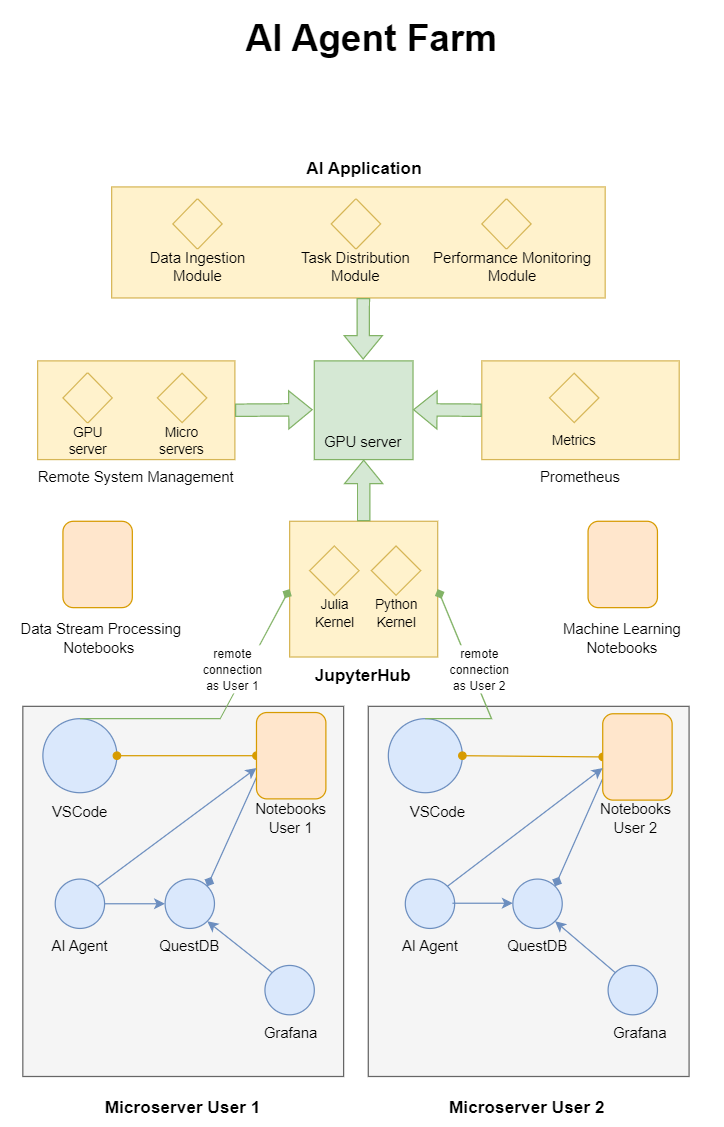 AI Agent Farm
AI Application
Data Ingestion
Module
Task Distribution
Module
Performance Monitoring
Module
GPU
server
Micro
servers
Remote System Management
GPU server
Metrics
Prometheus
Data Stream Processing
Notebooks
Julia
Kernel
Python
Kernel
JupyterHub
Machine Learning
Notebooks
remote
connection
as User 1
remote
connection
as User 2
VSCode
Notebooks
User 1
AI Agent
QuestDB
Grafana
Microserver User 1
VSCode
Notebooks
User 2
AI Agent
QuestDB
Grafana
Microserver User 2